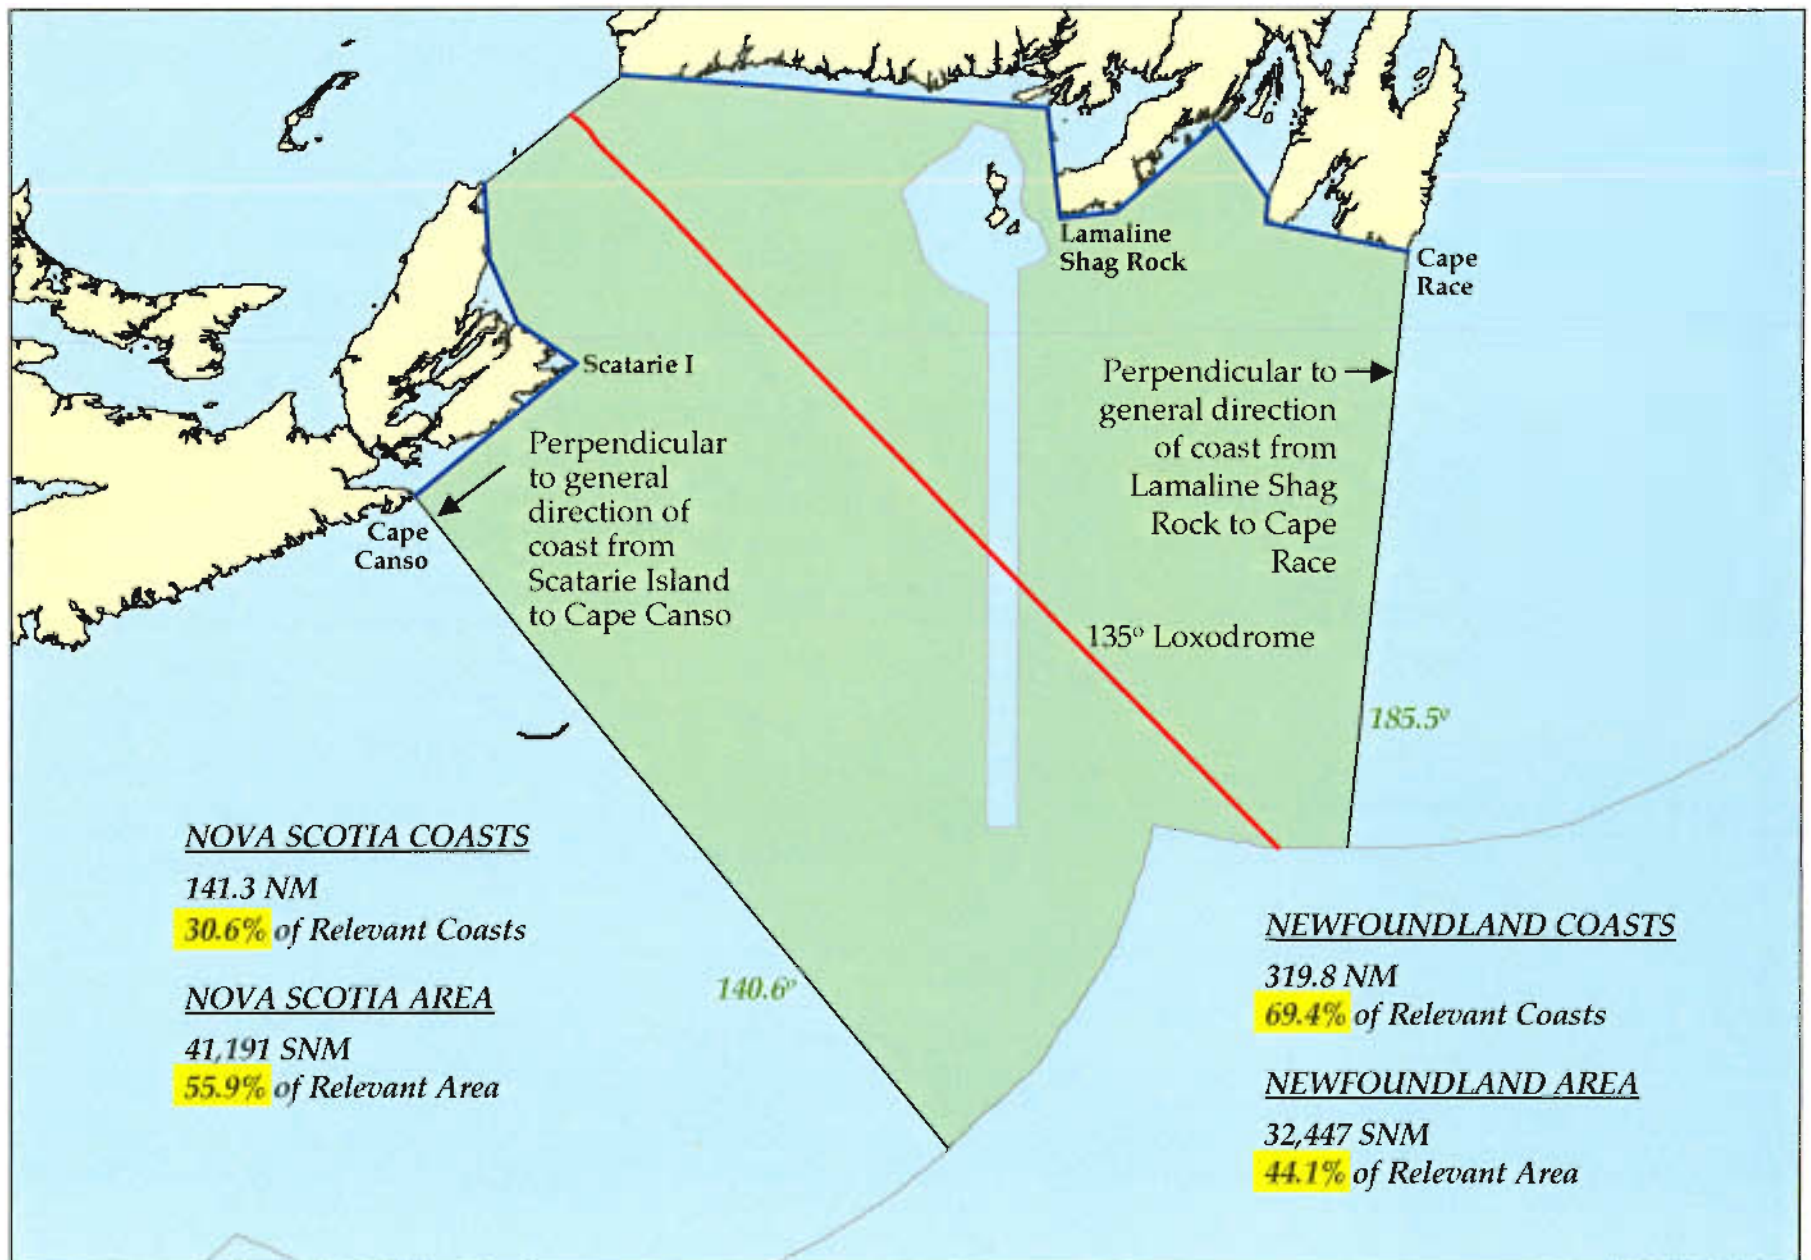 Lamaline
Shag Rock
Cape
Race
Scatarie I
Perpendicular to
general direction
of coast from
Lamaline Shag
Rock to Cape
Race
Perpendicular
to general
direction of
coast from
Scatarie Island
to Cape Canso
Cape
Canso
135º Loxodrome
185.5º
140.6º
NOVA SCOTIA COASTS
141.3 NM
30.6% of Relevant Coasts
NOVA SCOTIA AREA
41,191 SNM
55.9% of Relevant Area
NEWFOUNDLAND COASTS
319.8 NM
69.4% of Relevant Coasts
NEWFOUNDLAND AREA
32,447 SNM
44.1% of Relevant Area